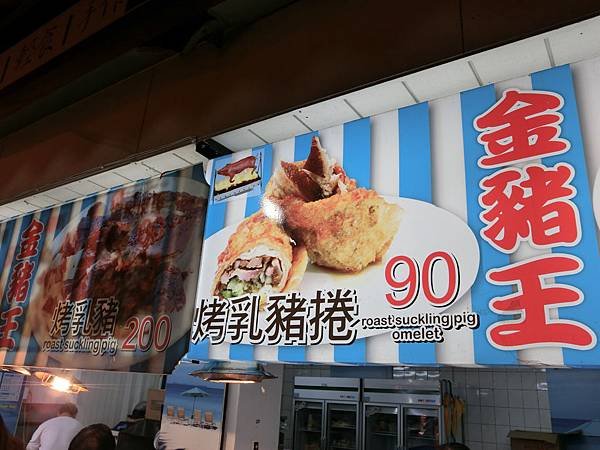 金豬王
烤乳豬
200
roast suckling pig
烤乳豬捲
90
roast suckling pig
omelet
金豬王